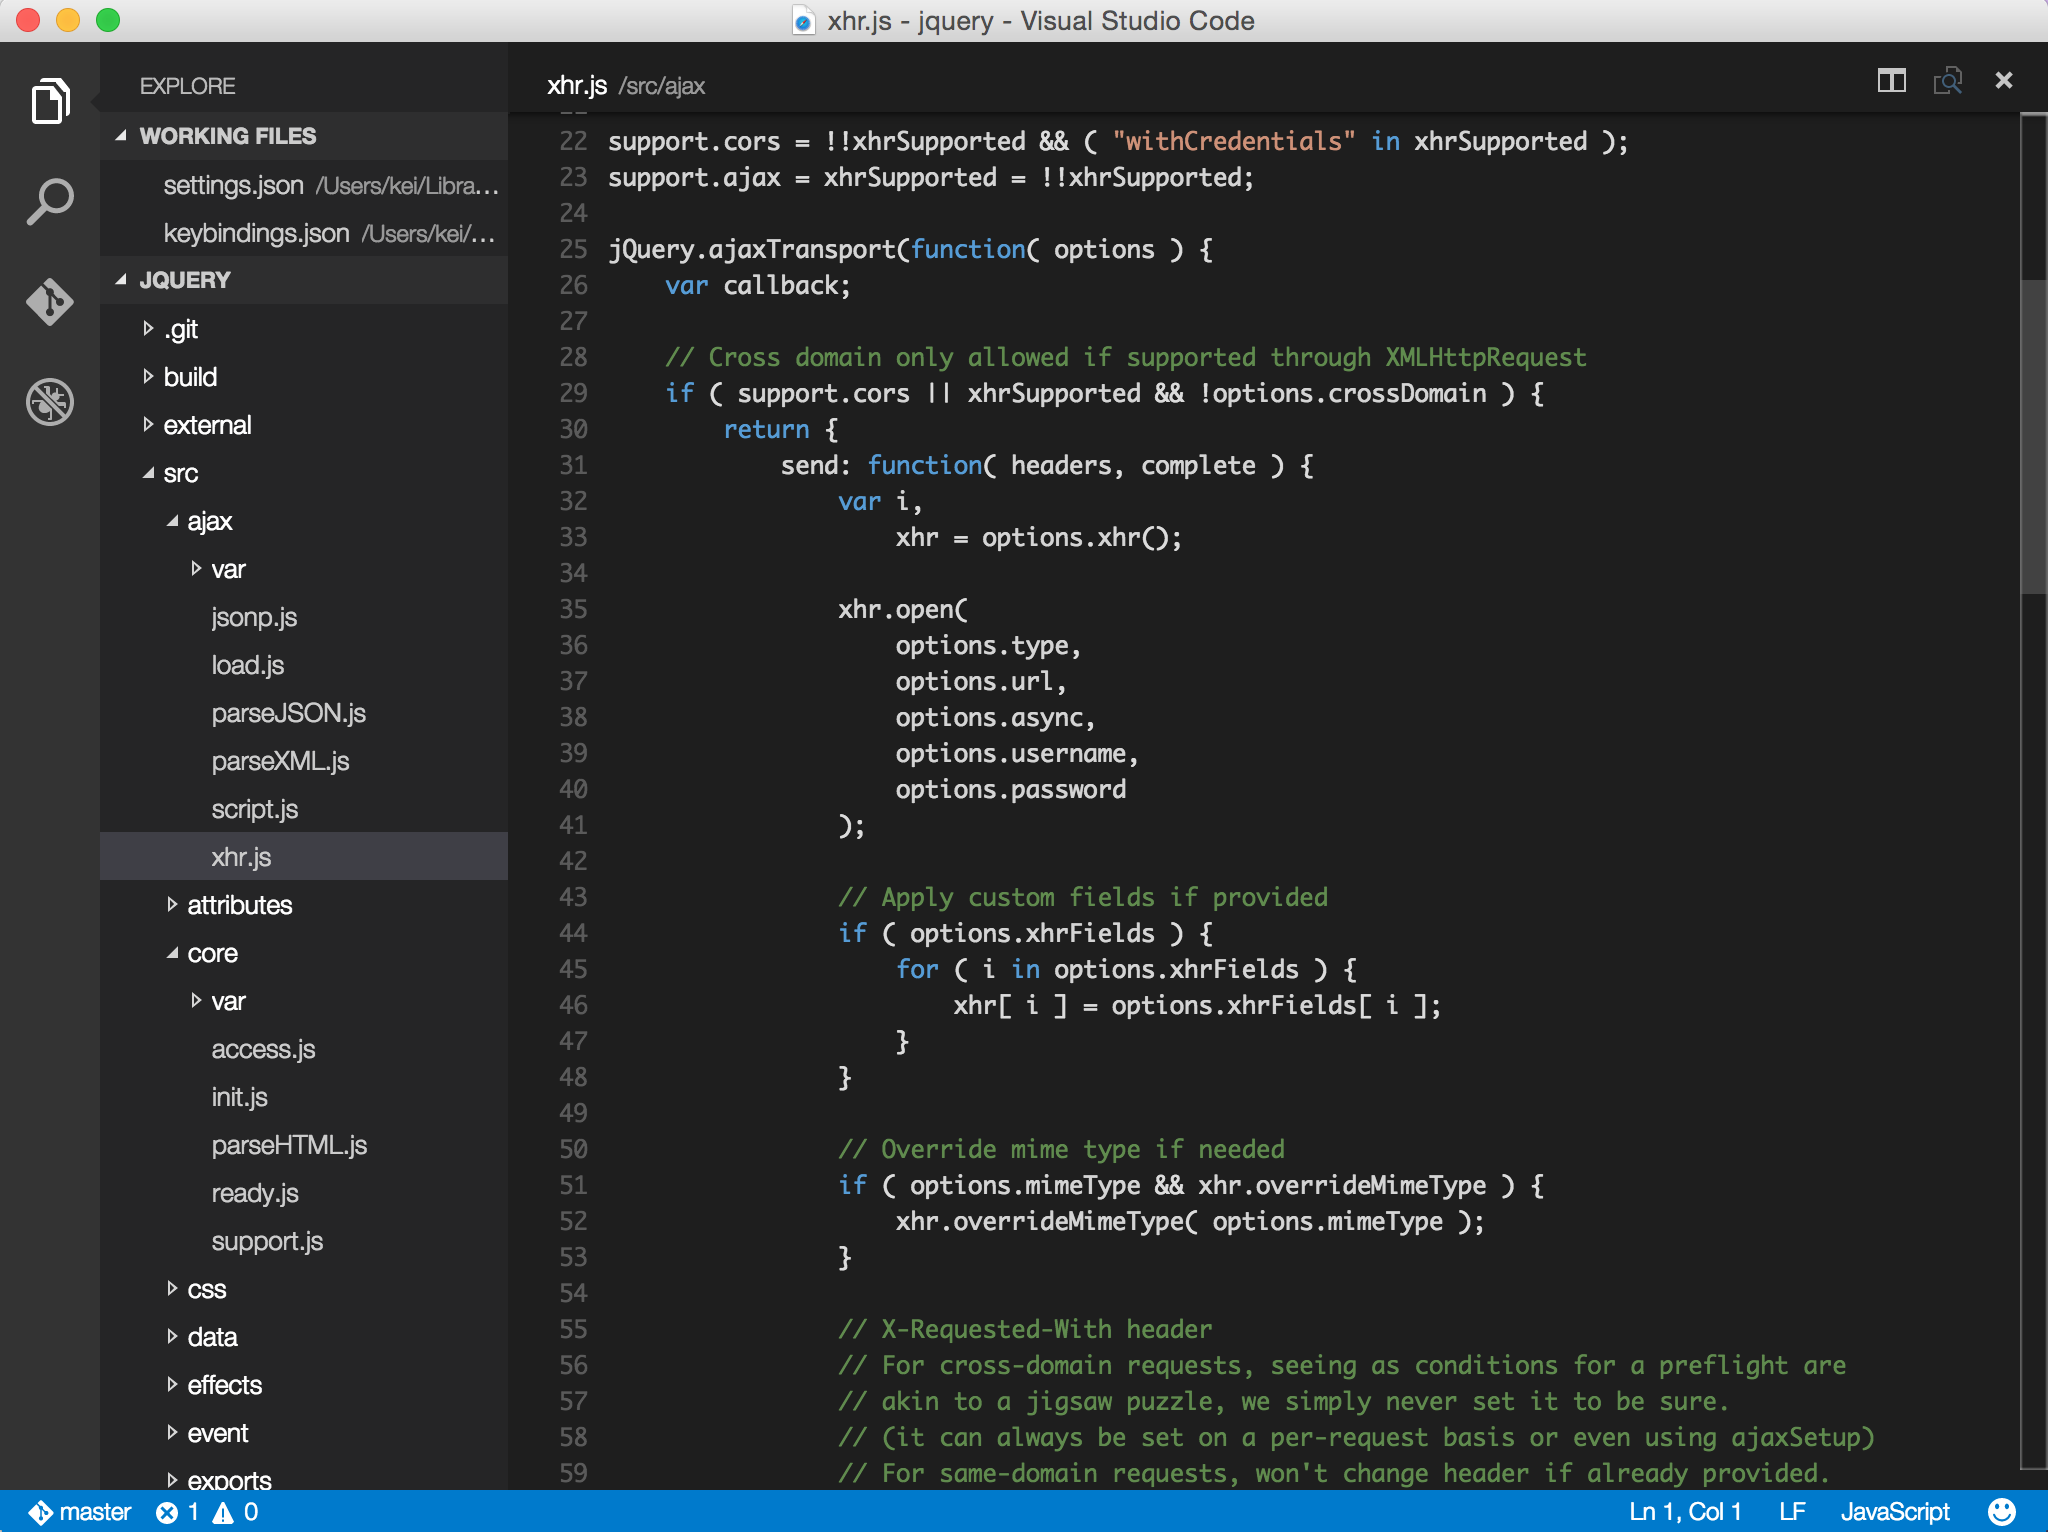 xhr.js - jquery - Visual Studio Code
EXPLORE
WORKING FILES
settings.json /Users/kei/Libra...
keybindings.json /Users/kei/...
JQUERY
.git
build
external
src
ajax
var
jsonp.js
load.js
parseJSON.js
parseXML.js
script.js
xhr.js
attributes
core
var
access.js
init.js
parseHTML.js
ready.js
support.js
css
data
effects
event
exports
xhr.js /src/ajax
22 support.cors = !!xhrSupported && ( "withCredentials" in xhrSupported );
23 support.ajax = xhrSupported = !!xhrSupported;
24
25 jQuery.ajaxTransport(function( options ) {
26     var callback;
27
28     // Cross domain only allowed if supported through XMLHttpRequest
29     if ( support.cors || xhrSupported && !options.crossDomain ) {
30         return {
31             send: function( headers, complete ) {
32                 var i,
33                     xhr = options.xhr();
34
35                 xhr.open(
36                     options.type,
37                     options.url,
38                     options.async,
39                     options.username,
40                     options.password
41                 );
42
43                 // Apply custom fields if provided
44                 if ( options.xhrFields ) {
45                     for ( i in options.xhrFields ) {
46                         xhr[ i ] = options.xhrFields[ i ];
47                     }
48                 }
49
50                 // Override mime type if needed
51                 if ( options.mimeType && xhr.overrideMimeType ) {
52                     xhr.overrideMimeType( options.mimeType );
53                 }
54
55                 // X-Requested-With header
56                 // For cross-domain requests, seeing as conditions for a preflight are
57                 // akin to a jigsaw puzzle, we simply never set it to be sure.
58                 // (it can always be set on a per-request basis or even using ajaxSetup)
59                 // For same-domain requests, won't change header if already provided.
master 1 0
Ln 1, Col 1 LF JavaScript